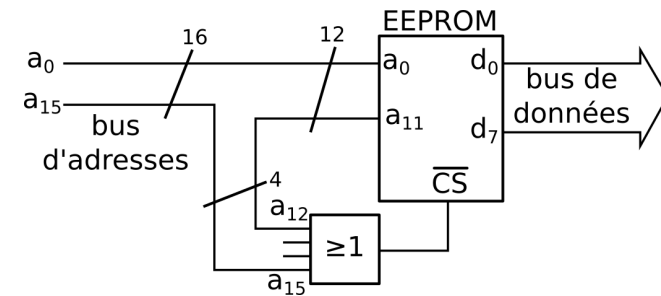 EEPROM
16
12
a0
a0
d0
a15
a11
d7
bus de
données
bus
d'adresses
CS
4
a12
≥1
a15